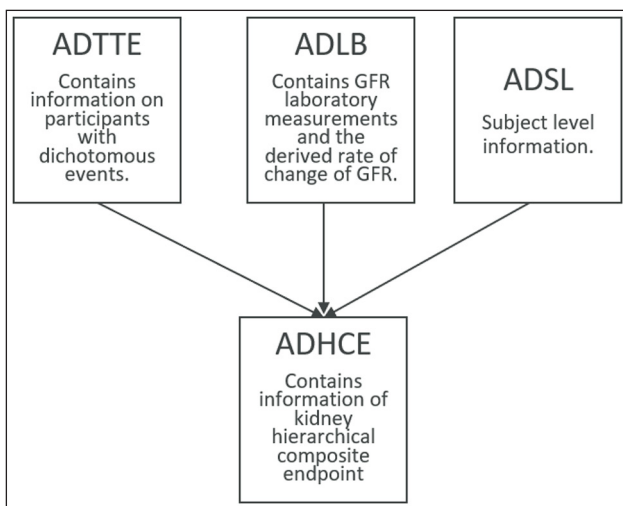 ADTTE
Contains
information on
participants
with
dichotomous
events.
ADLB
Contains GFR
laboratory
measurements
and the
derived rate of
change of GFR.
ADSL
Subject level
information.
ADHCE
Contains
information of
kidney
hierarchical
composite
endpoint